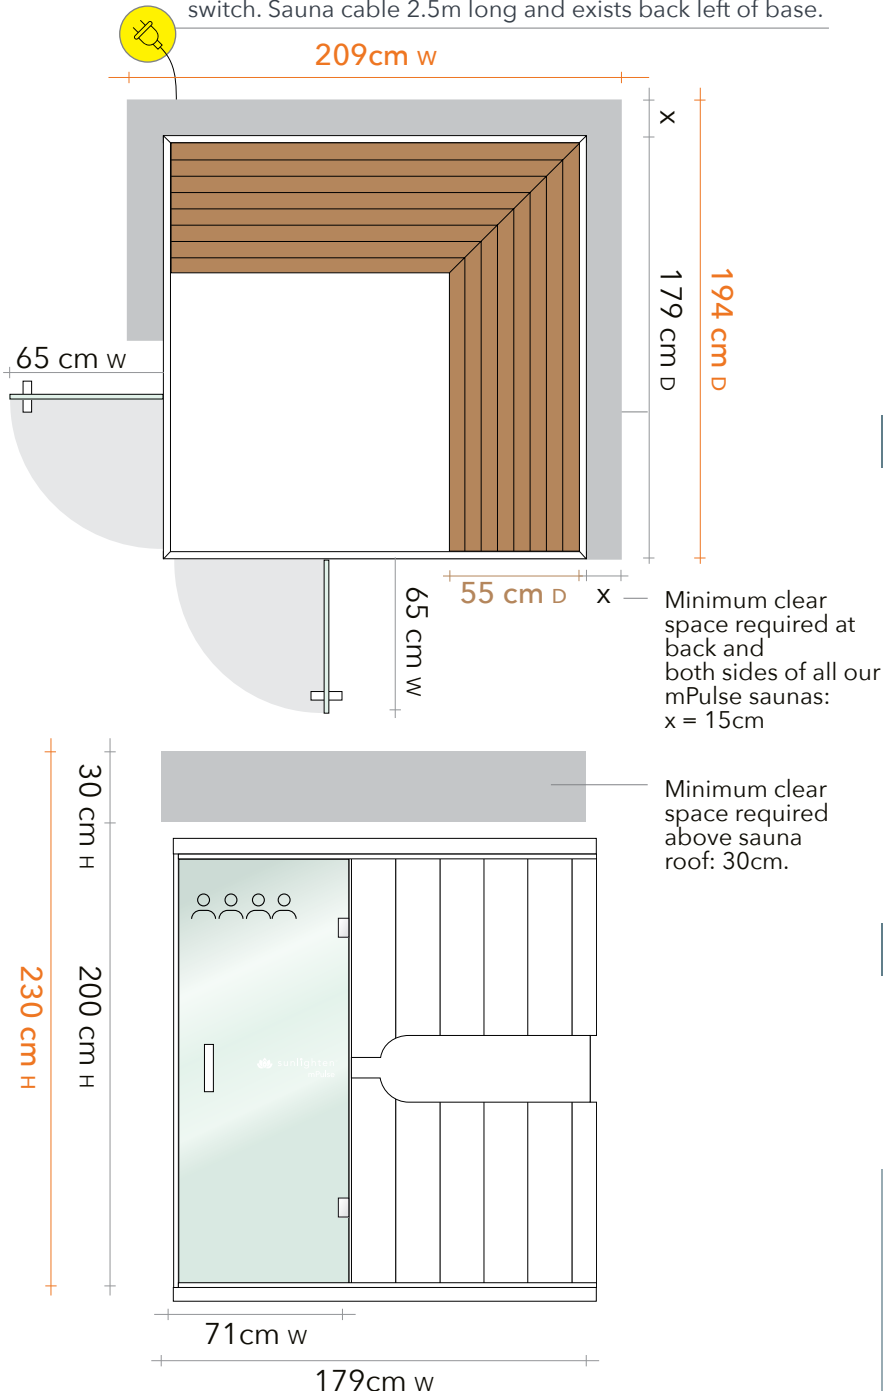 switch. Sauna cable 2.5m long and exists back left of base.
209cm W
x
179 cm D
194 cm D
65 cm W
55 cm D
x
65 cm W
Minimum clear
space required at
back and
both sides of all our
mPulse saunas:
x = 15cm
30 cm H
Minimum clear
space required
above sauna
roof: 30cm.
230 cm H
200 cm H
sunlighten
mPulse
71cm W
179cm W